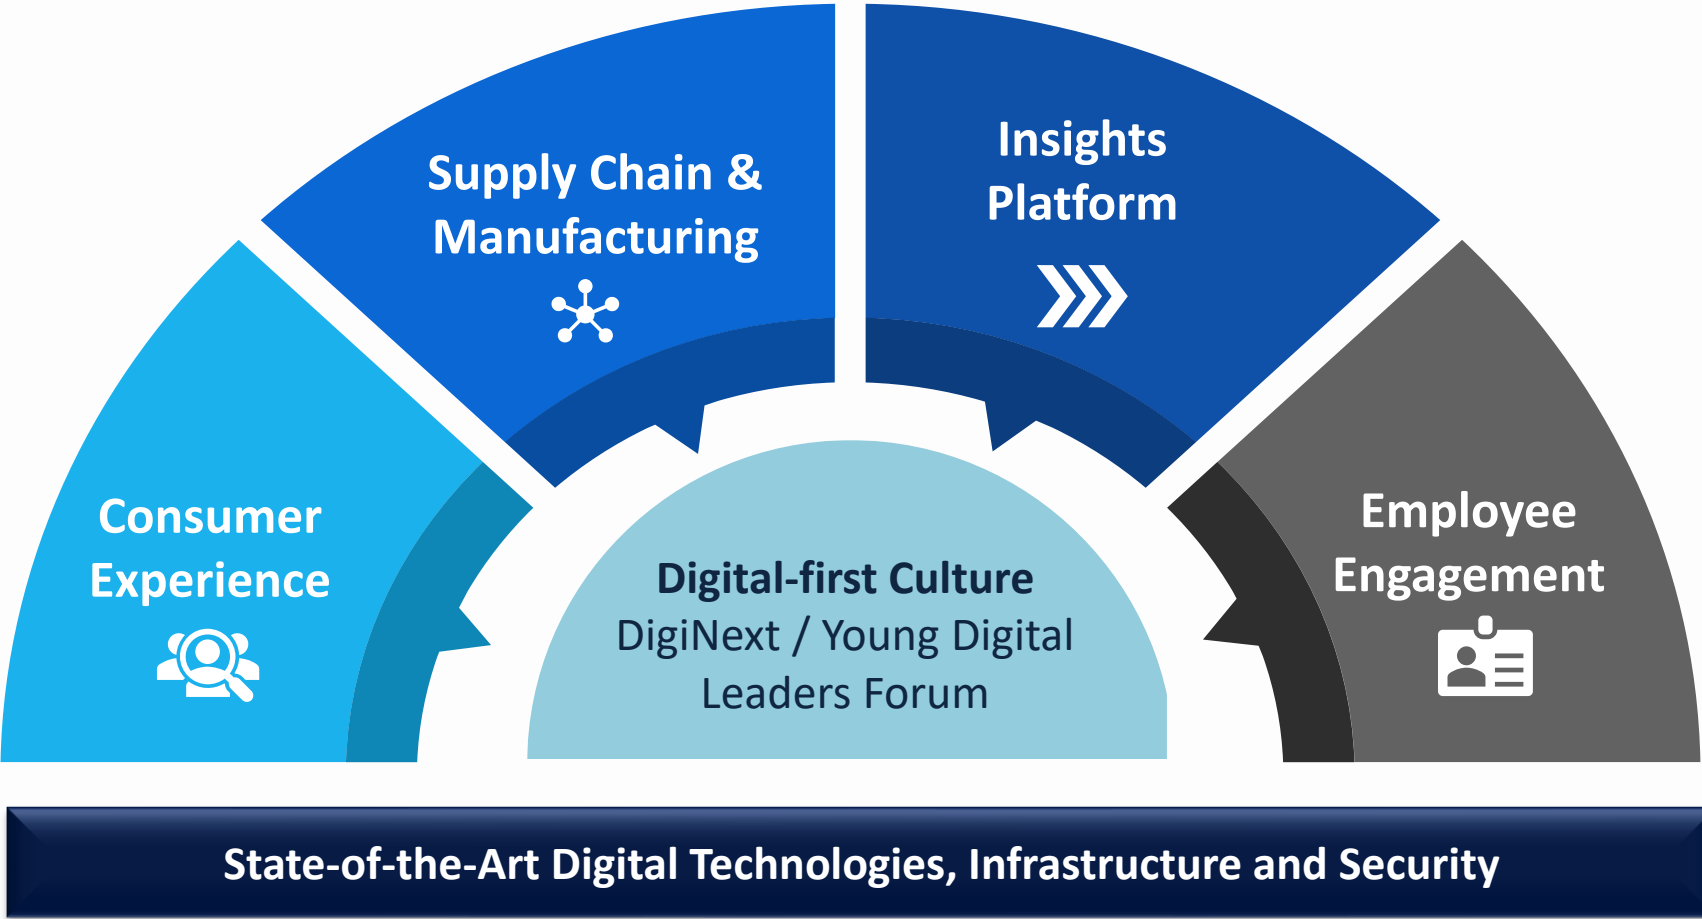 Supply Chain &
Manufacturing
Insights
Platform
Consumer
Experience
Employee
Engagement
Digital-first Culture
DigiNext / Young Digital
Leaders Forum
State-of-the-Art Digital Technologies, Infrastructure and Security